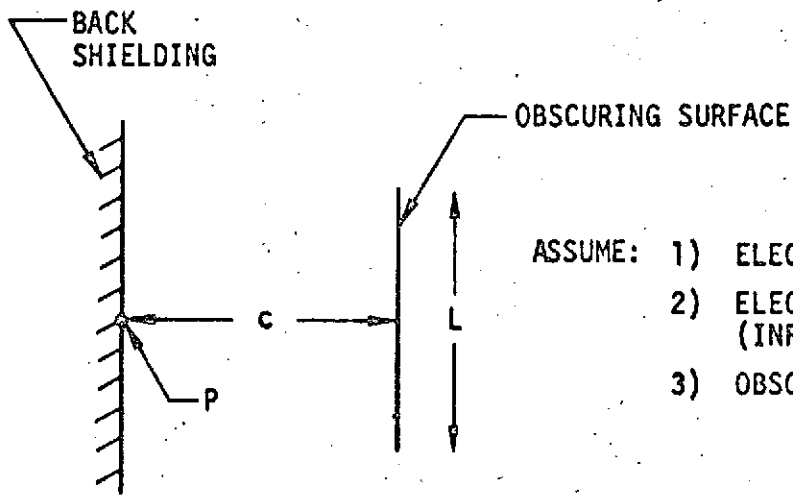 BACK
SHIELDING
OBSCURING SURFACE
ASSUME: 1) ELEC
2) ELEC
(INF
3) OBSC
C
L
P